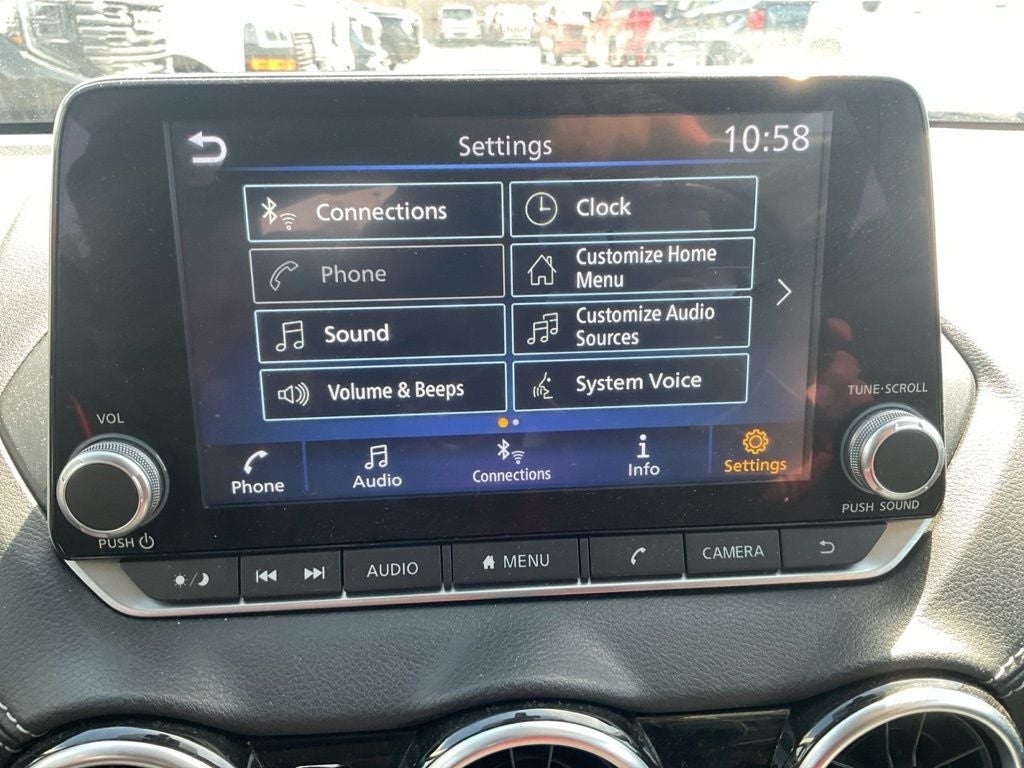 Settings
10:58
Connections
Clock
Phone
Customize Home
Menu
Sound
Customize Audio
Sources
Volume & Beeps
System Voice
Phone
Audio
Connections
Info
Settings
VOL
PUSH
TUNE·SCROLL
PUSH SOUND
AUDIO
MENU
CAMERA